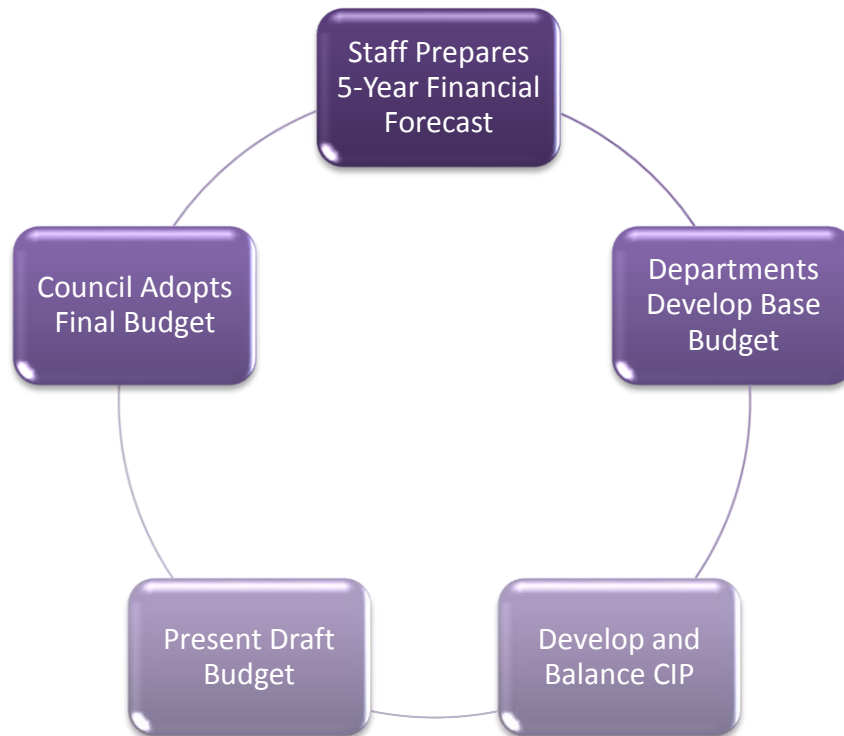 Staff Prepares
5-Year Financial
Forecast
Departments
Develop Base
Budget
Develop and
Balance CIP
Present Draft
Budget
Council Adopts
Final Budget